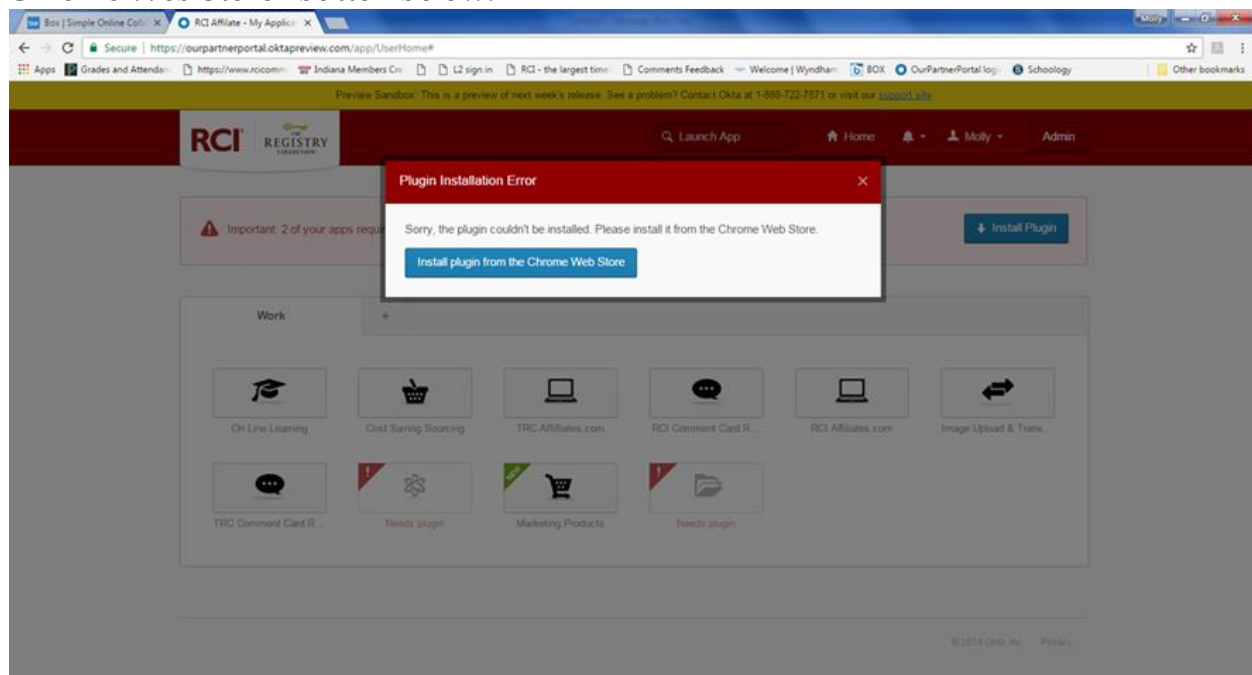 Box | Simple Online Coll
RCI Affiliate - My Applica
Molly
Secure | https://ourpartnerportal.oktapreview.com/app/UserHome#
Apps Grades and Attendan https://www.rcicomm Indiana Members Cre L2 sign in RCI - the largest time Comments Feedback Welcome | Wyndham BOX OurPartnerPortal log Schoology Other bookmarks
Preview Sandbox: This is a preview of next week's release. See a problem? Contact Okta at 1-888-722-7871 or visit our support site
RCI THE REGISTRY COLLECTION Launch App Home Molly Admin
Plugin Installation Error
Important: 2 of your apps requi
Sorry, the plugin couldn't be installed. Please install it from the Chrome Web Store.
Install Plugin
Install plugin from the Chrome Web Store
Work +
On Line Learning Cost Saving Sourcing TRC Affiliates.com RCI Comment Card R... RCI Affiliates.com Image Upload & Trans...
NEW
TRC Comment Card R... Needs plugin Marketing Products Needs plugin
© 2014 Okta, Inc. Privacy